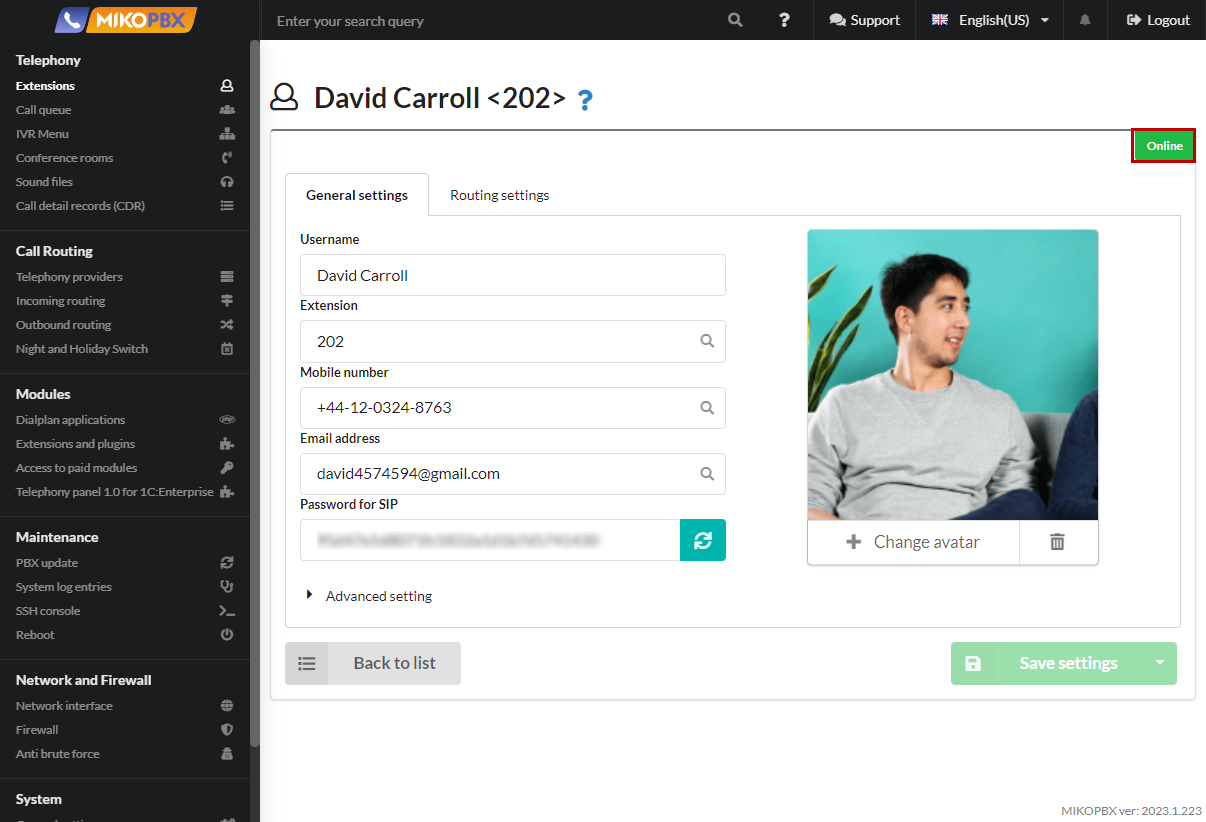 MIKOPBX
Enter your search query
?
Support
English(US)
Logout
Telephony
Extensions
Call queue
IVR Menu
Conference rooms
Sound files
Call detail records (CDR)
Call Routing
Telephony providers
Incoming routing
Outbound routing
Night and Holiday Switch
Modules
Dialplan applications
Extensions and plugins
Access to paid modules
Telephony panel 1.0 for 1C:Enterprise
Maintenance
PBX update
System log entries
SSH console
Reboot
Network and Firewall
Network interface
Firewall
Anti brute force
System
David Carroll <202> ?
Online
General settings
Routing settings
Username
David Carroll
Extension
202
Mobile number
+44-12-0324-8763
Email address
david4574594@gmail.com
Password for SIP
Advanced setting
Change avatar
Back to list
Save settings
MIKOPBX ver: 2023.1.223